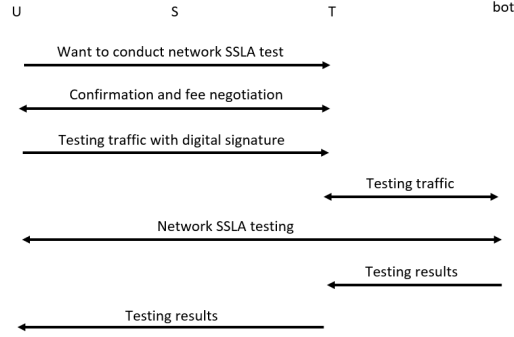 U S T bot
Want to conduct network SSLA test
Confirmation and fee negotiation
Testing traffic with digital signature
Testing traffic
Network SSLA testing
Testing results
Testing results